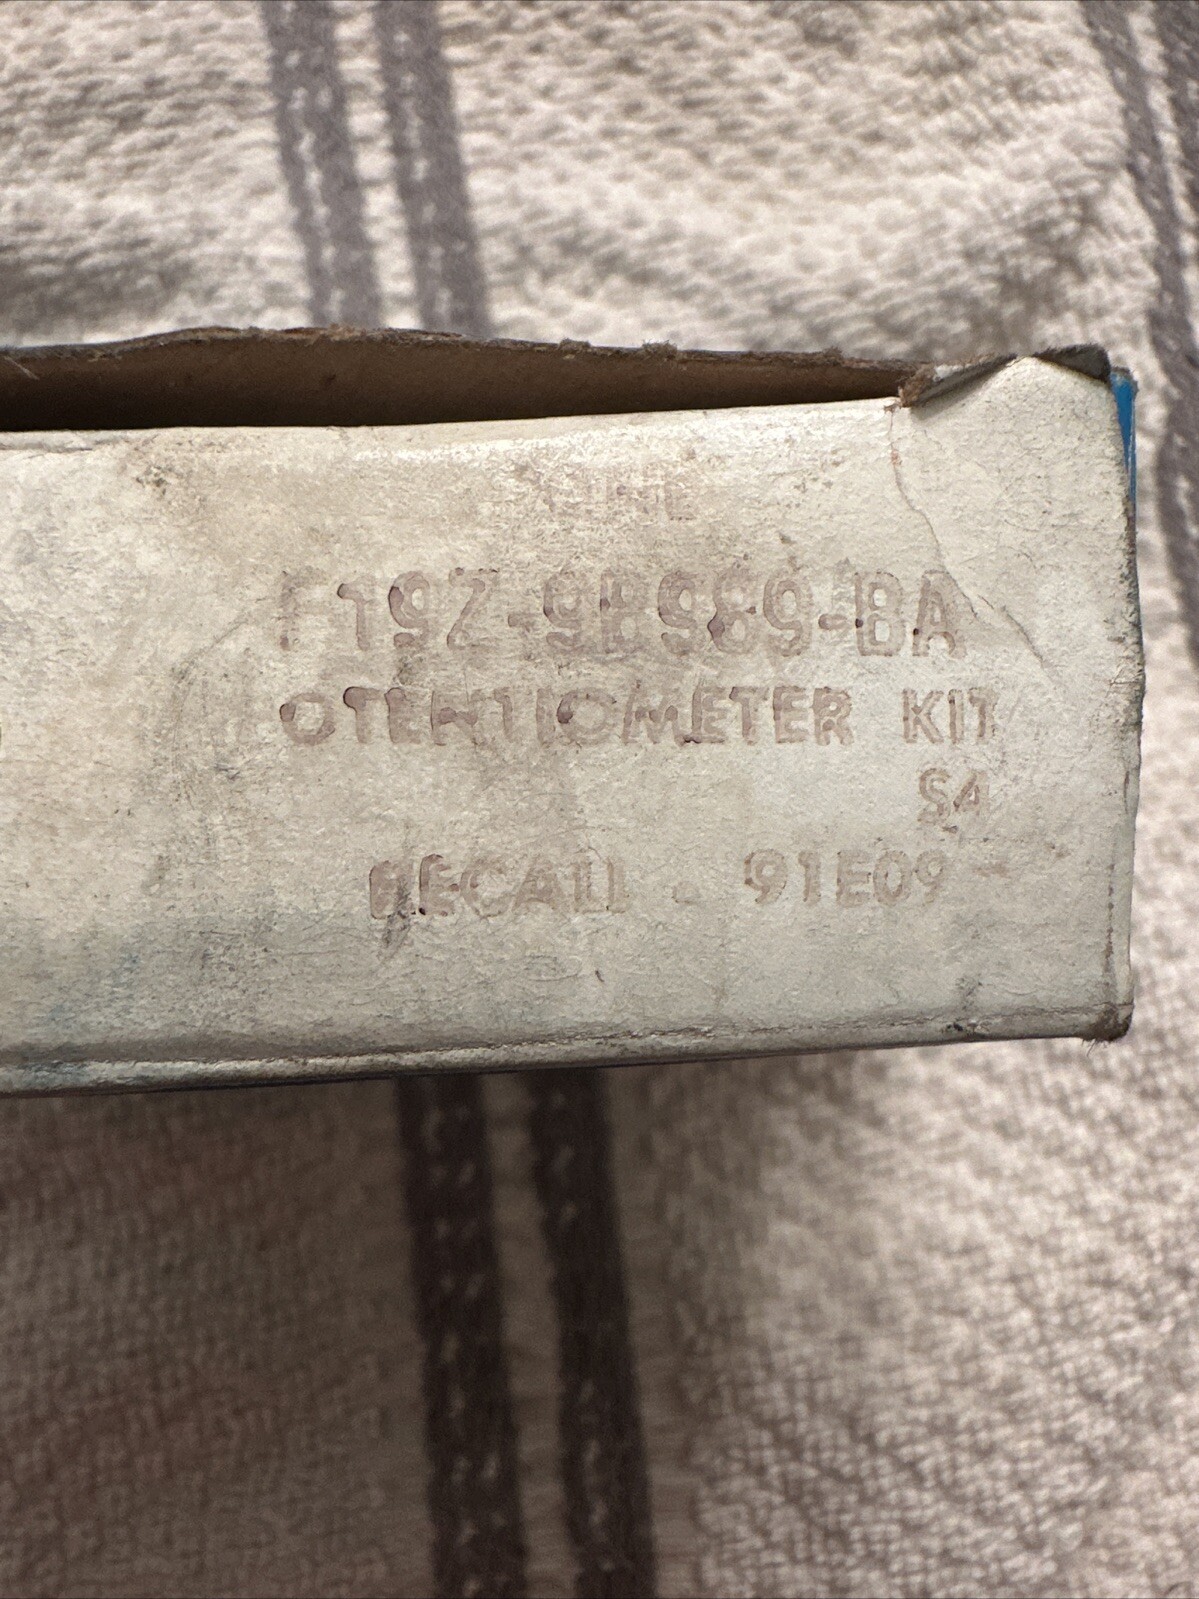 F19Z-9B989-BA
OTENTIOMETER KIT
S4
RECALL - 91E09